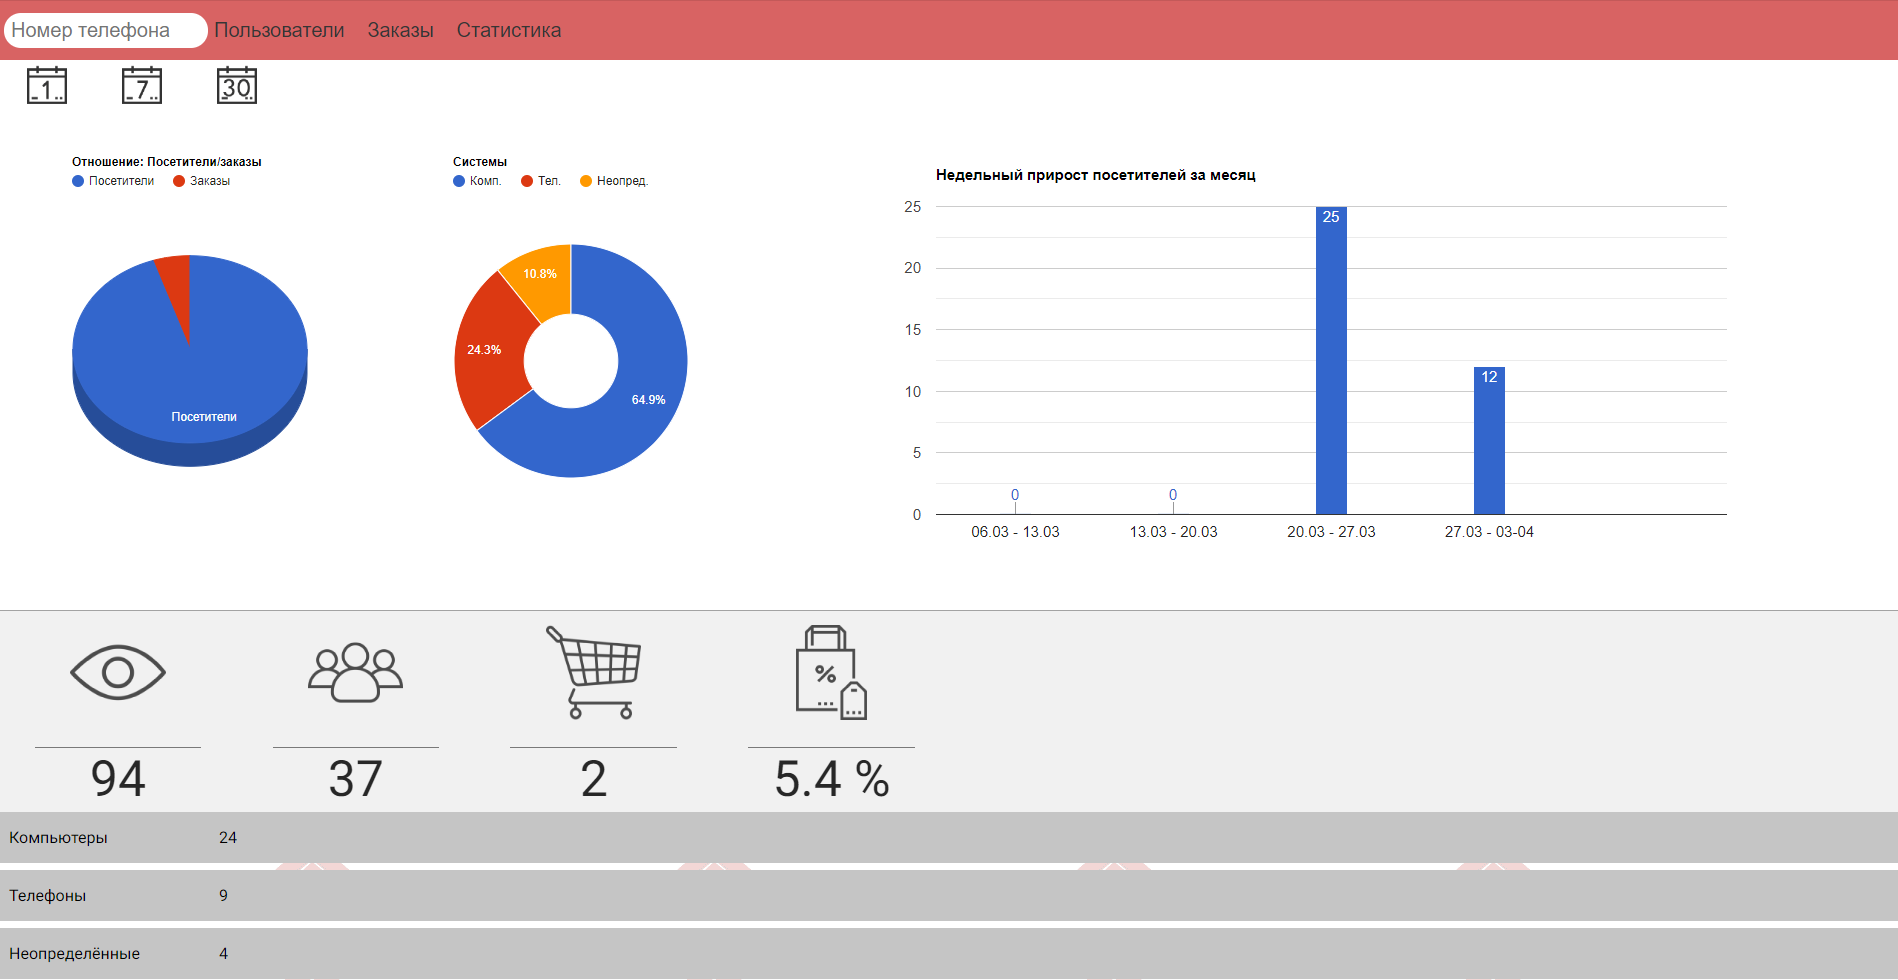 Номер телефона Пользователи Заказы Статистика
1 7 30
Отношение: Посетители/заказы
Посетители Заказы
Посетители
Системы
Комп. Тел. Неопред.
10.8%
24.3%
64.9%
Недельный прирост посетителей за месяц
25
20
15
10
5
0
0 0 25 12
06.03 - 13.03 13.03 - 20.03 20.03 - 27.03 27.03 - 03-04
%
94 37 2 5.4 %
Компьютеры 24
Телефоны 9
Неопределённые 4